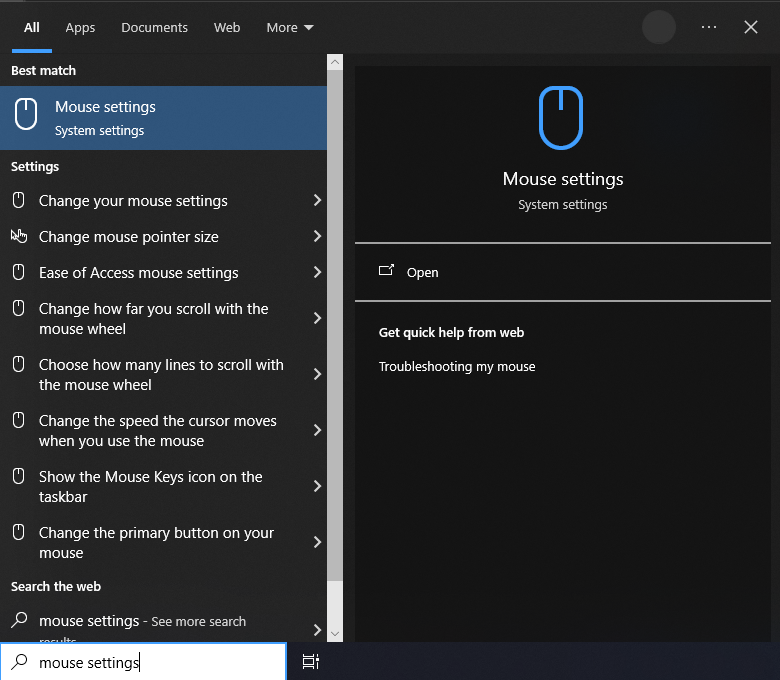 All Apps Documents Web More
Best match
Mouse settings
System settings
Settings
Change your mouse settings
Change mouse pointer size
Ease of Access mouse settings
Change how far you scroll with the
mouse wheel
Choose how many lines to scroll with
the mouse wheel
Change the speed the cursor moves
when you use the mouse
Show the Mouse Keys icon on the
taskbar
Change the primary button on your
mouse
Search the web
mouse settings - See more search
results
mouse settings
Mouse settings
System settings
Open
Get quick help from web
Troubleshooting my mouse